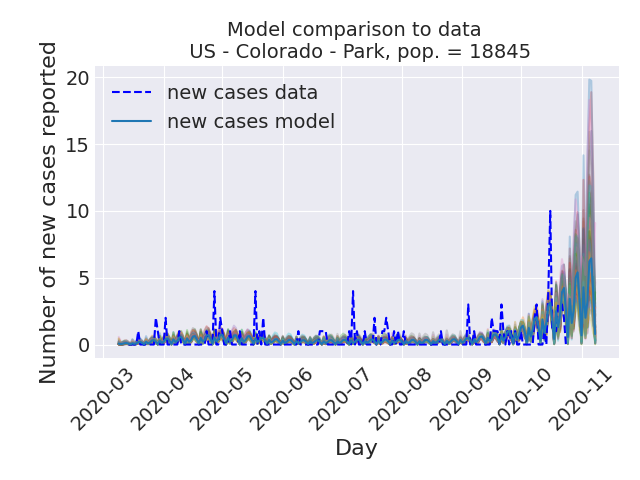 Model comparison to data
US - Colorado - Park, pop. = 18845
Number of new cases reported
20
15
10
5
0
new cases data
new cases model
2020-03
2020-04
2020-05
2020-06
2020-07
2020-08
2020-09
2020-10
2020-11
Day